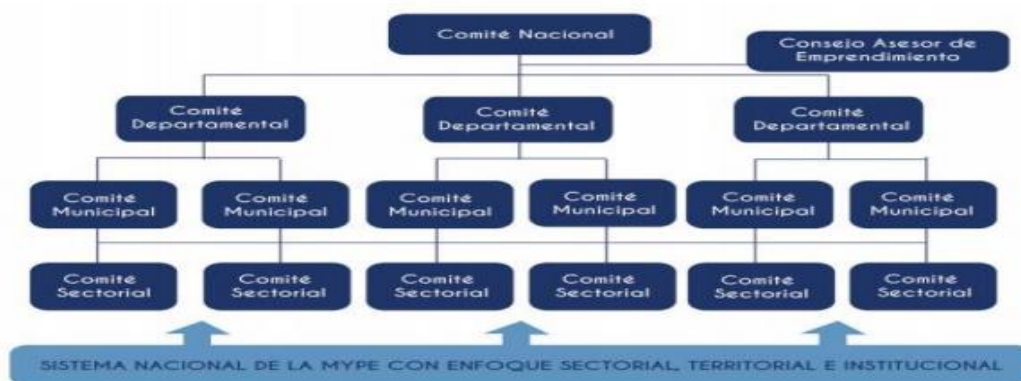 Comité Nacional
Consejo Asesor de
Emprendimiento
Comité
Departamental
Comité
Departamental
Comité
Departamental
Comité
Municipal
Comité
Municipal
Comité
Municipal
Comité
Municipal
Comité
Municipal
Comité
Municipal
Comité
Sectorial
Comité
Sectorial
Comité
Sectorial
Comité
Sectorial
Comité
Sectorial
Comité
Sectorial
SISTEMA NACIONAL DE LA MYPE CON ENFOQUE SECTORIAL, TERRITORIAL E INSTITUCIONAL